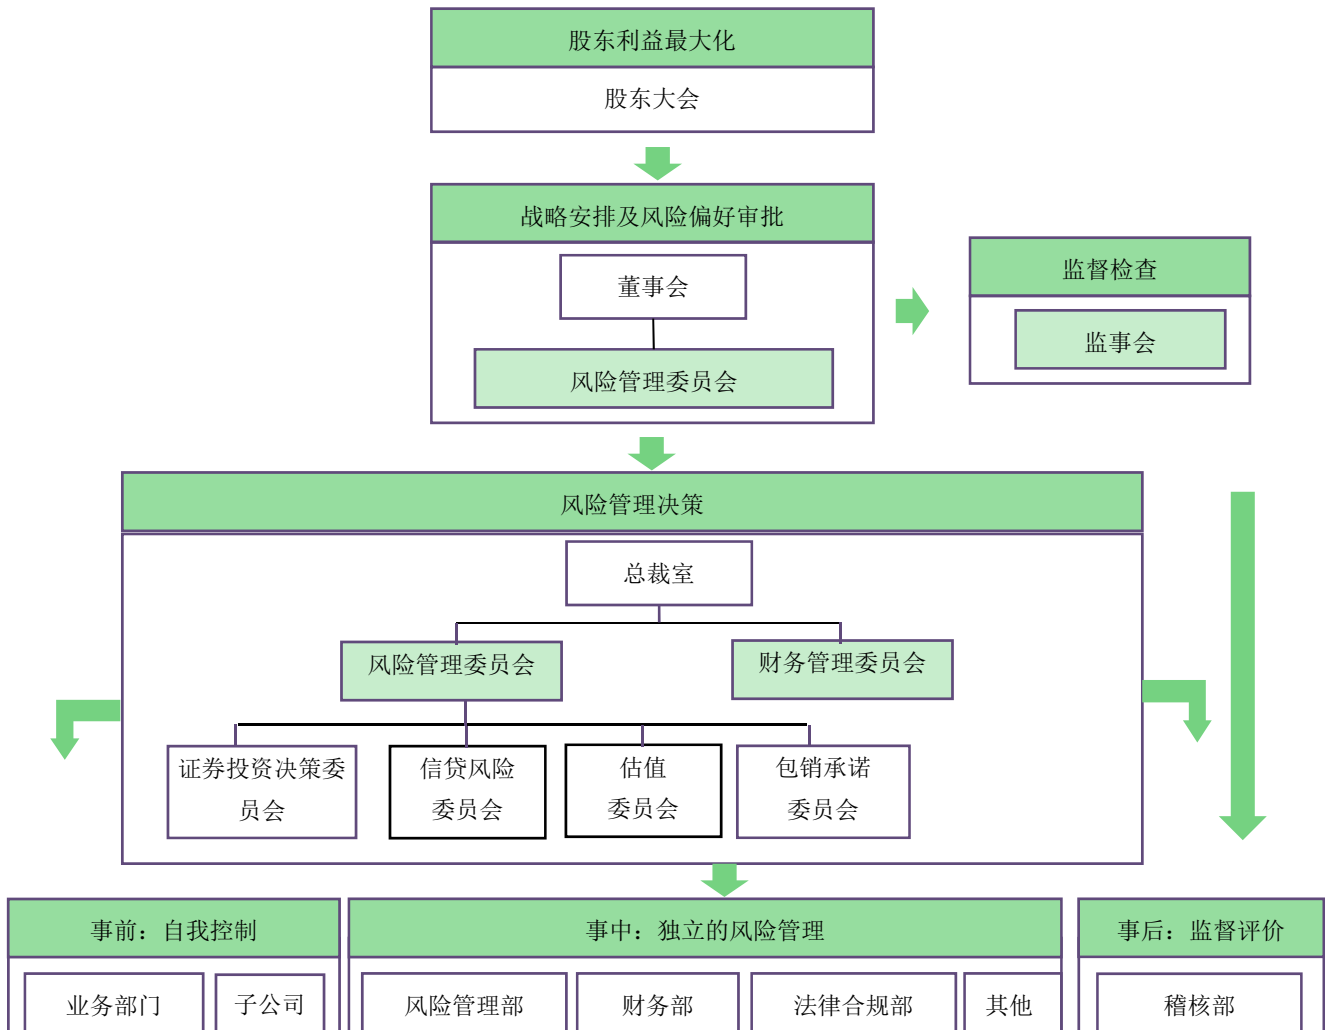 股东利益最大化
股东大会
战略安排及风险偏好审批
董事会
风险管理委员会
监督检查
监事会
风险管理决策
总裁室
风险管理委员会
财务管理委员会
证券投资决策委
员会
信贷风险
委员会
估值
委员会
包销承诺
委员会
事前：自我控制
业务部门
子公司
事中：独立的风险管理
风险管理部
财务部
法律合规部
其他
事后：监督评价
稽核部